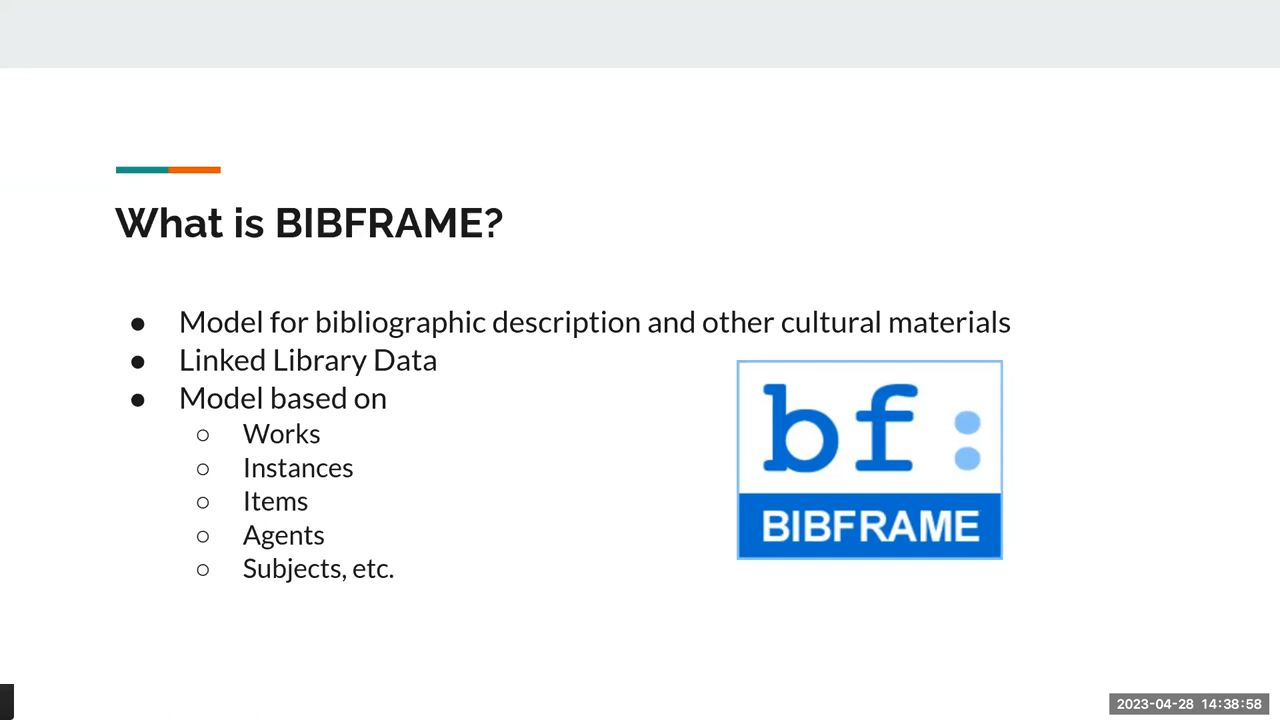 What is BIBFRAME?
● Model for bibliographic description and other cultural materials
● Linked Library Data
● Model based on
○ Works
○ Instances
○ Items
○ Agents
○ Subjects, etc.
bf:
BIBFRAME
2023-04-28 14:38:58